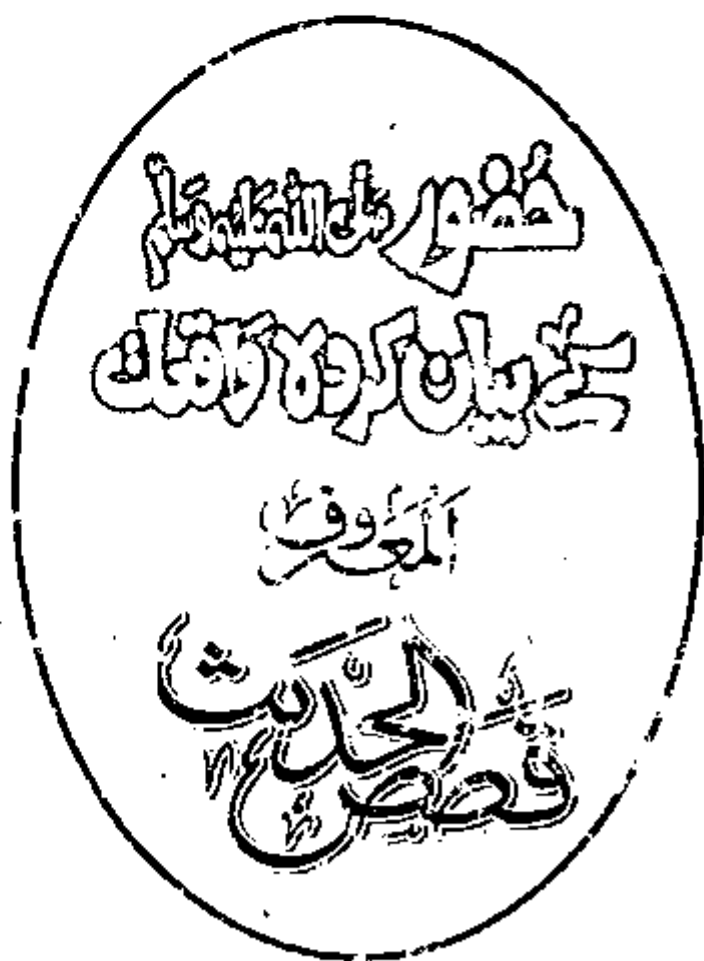 حضور صلی اللہ علیہ وسلم
کے بیان کردہ واقعات
المعروف
قصص الحدیث